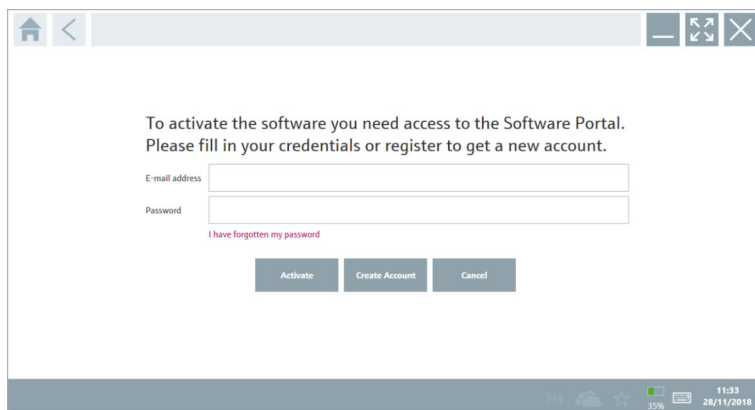 To activate the software you need access to the Software Portal.
Please fill in your credentials or register to get a new account.
E-mail address
Password
I have forgotten my password
Activate Create Account Cancel
11:33
35% 28/11/2018